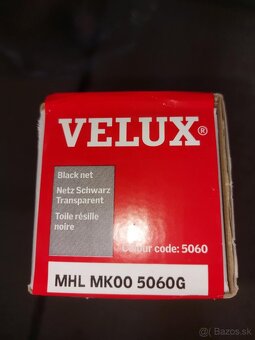 VELUX®
Black net
Netz Schwarz
Transparent
Toile résille
noire
Colour code: 5060
MHL MK00 5060G
Bazos.sk